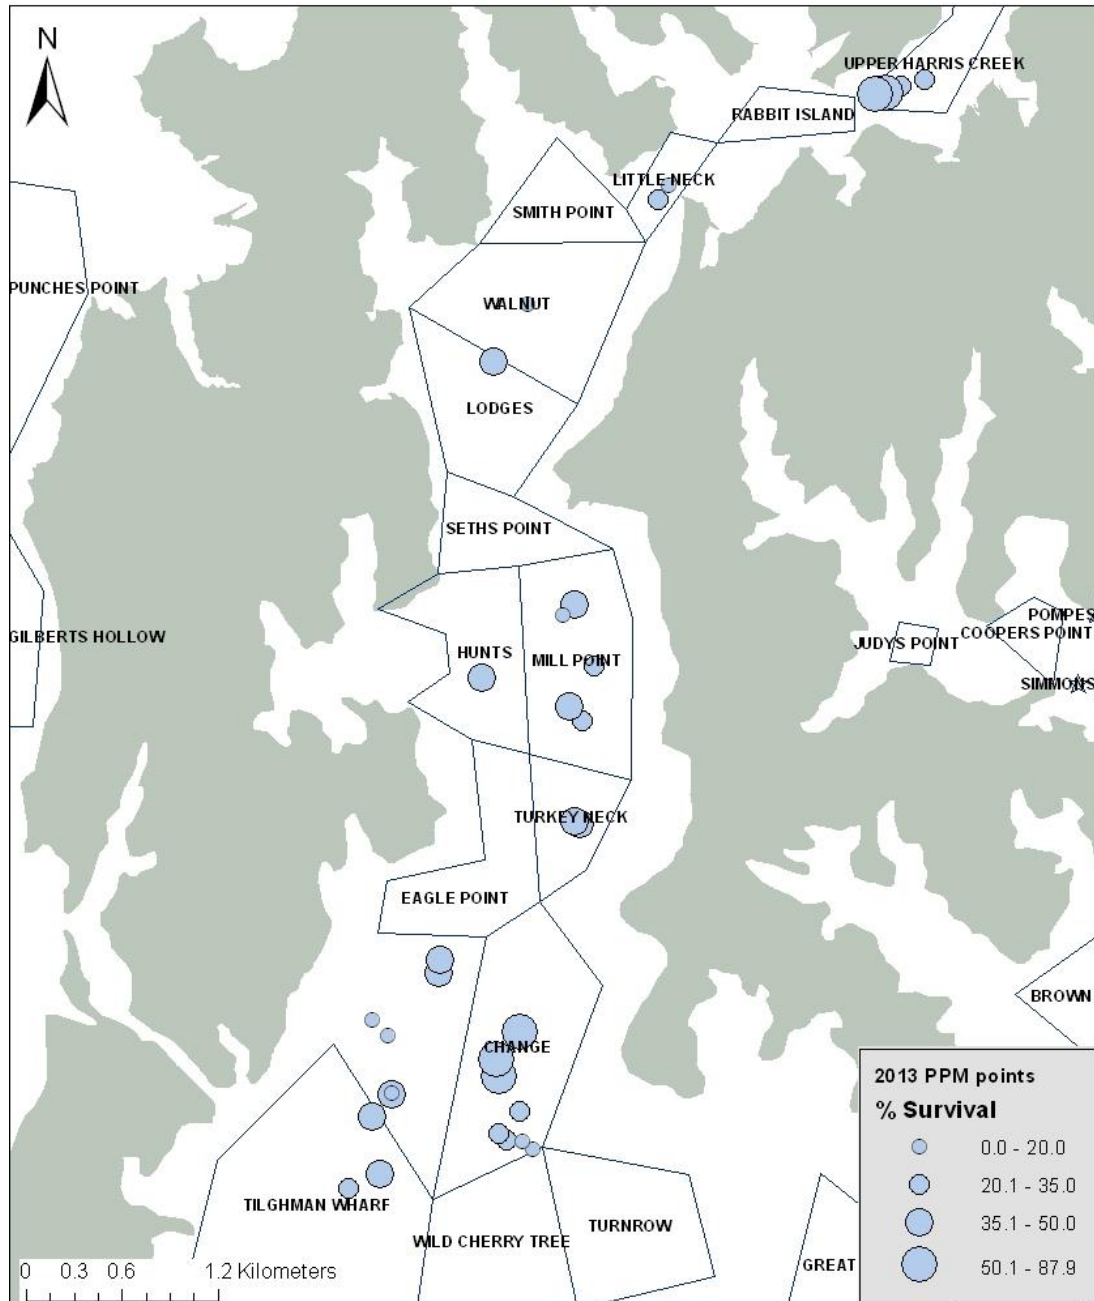 N
UPPER HARRIS CREEK
RABBIT ISLAND
LITTLE NECK
SMITH POINT
PUNCHES POINT
WALNUT
LODGES
SETHS POINT
POMPES
GILBERTS HOLLOW
COOPERS POINT
JUDYS POINT
HUNTS
MILL POINT
SIMMONS
TURKEY NECK
EAGLE POINT
BROWN
CHANGE
TILGHMAN WHARF
TURNROW
WILD CHERRY TREE
GREAT
0 0.3 0.6 1.2 Kilometers
2013 PPM points
% Survival
0.0 - 20.0
20.1 - 35.0
35.1 - 50.0
50.1 - 87.9